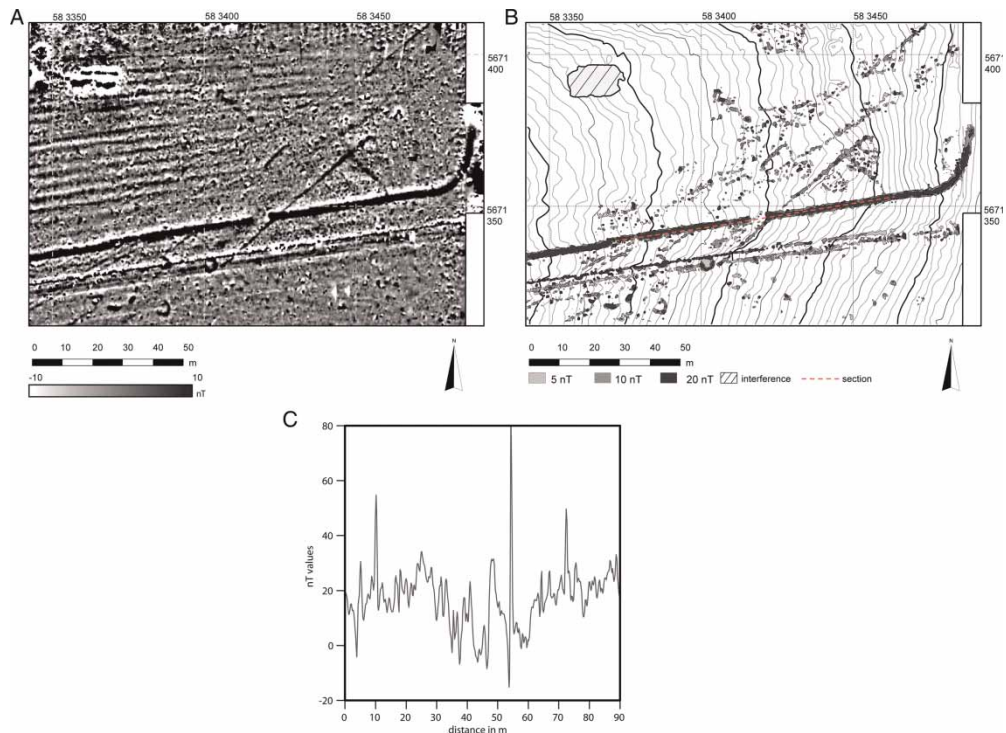 A
58 3350
58 3400
58 3450
5671
400
5671
350
0 10 20 30 40 50
m
-10 10
nT
N
B
58 3350
58 3400
58 3450
5671
400
5671
350
0 10 20 30 40 50
m
5 nT 10 nT 20 nT interference section
N
C
80
60
40
20
0
-20
nT values
0 10 20 30 40 50 60 70 80 90
distance in m